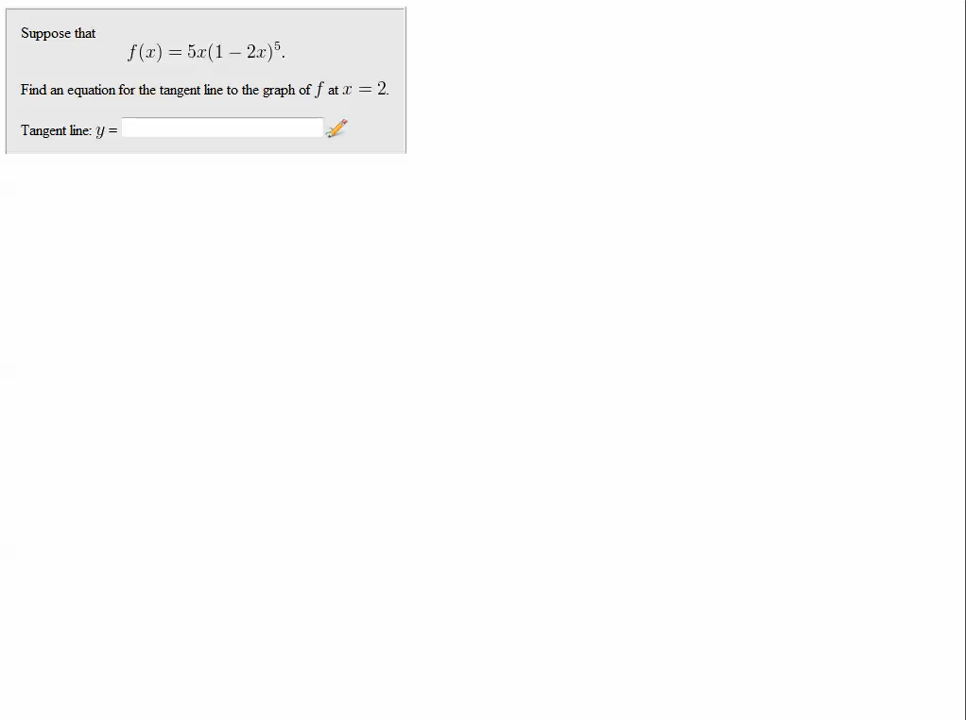 Suppose that
f(x) = 5x(1 − 2x)⁵.
Find an equation for the tangent line to the graph of f at x = 2.
Tangent line: y =